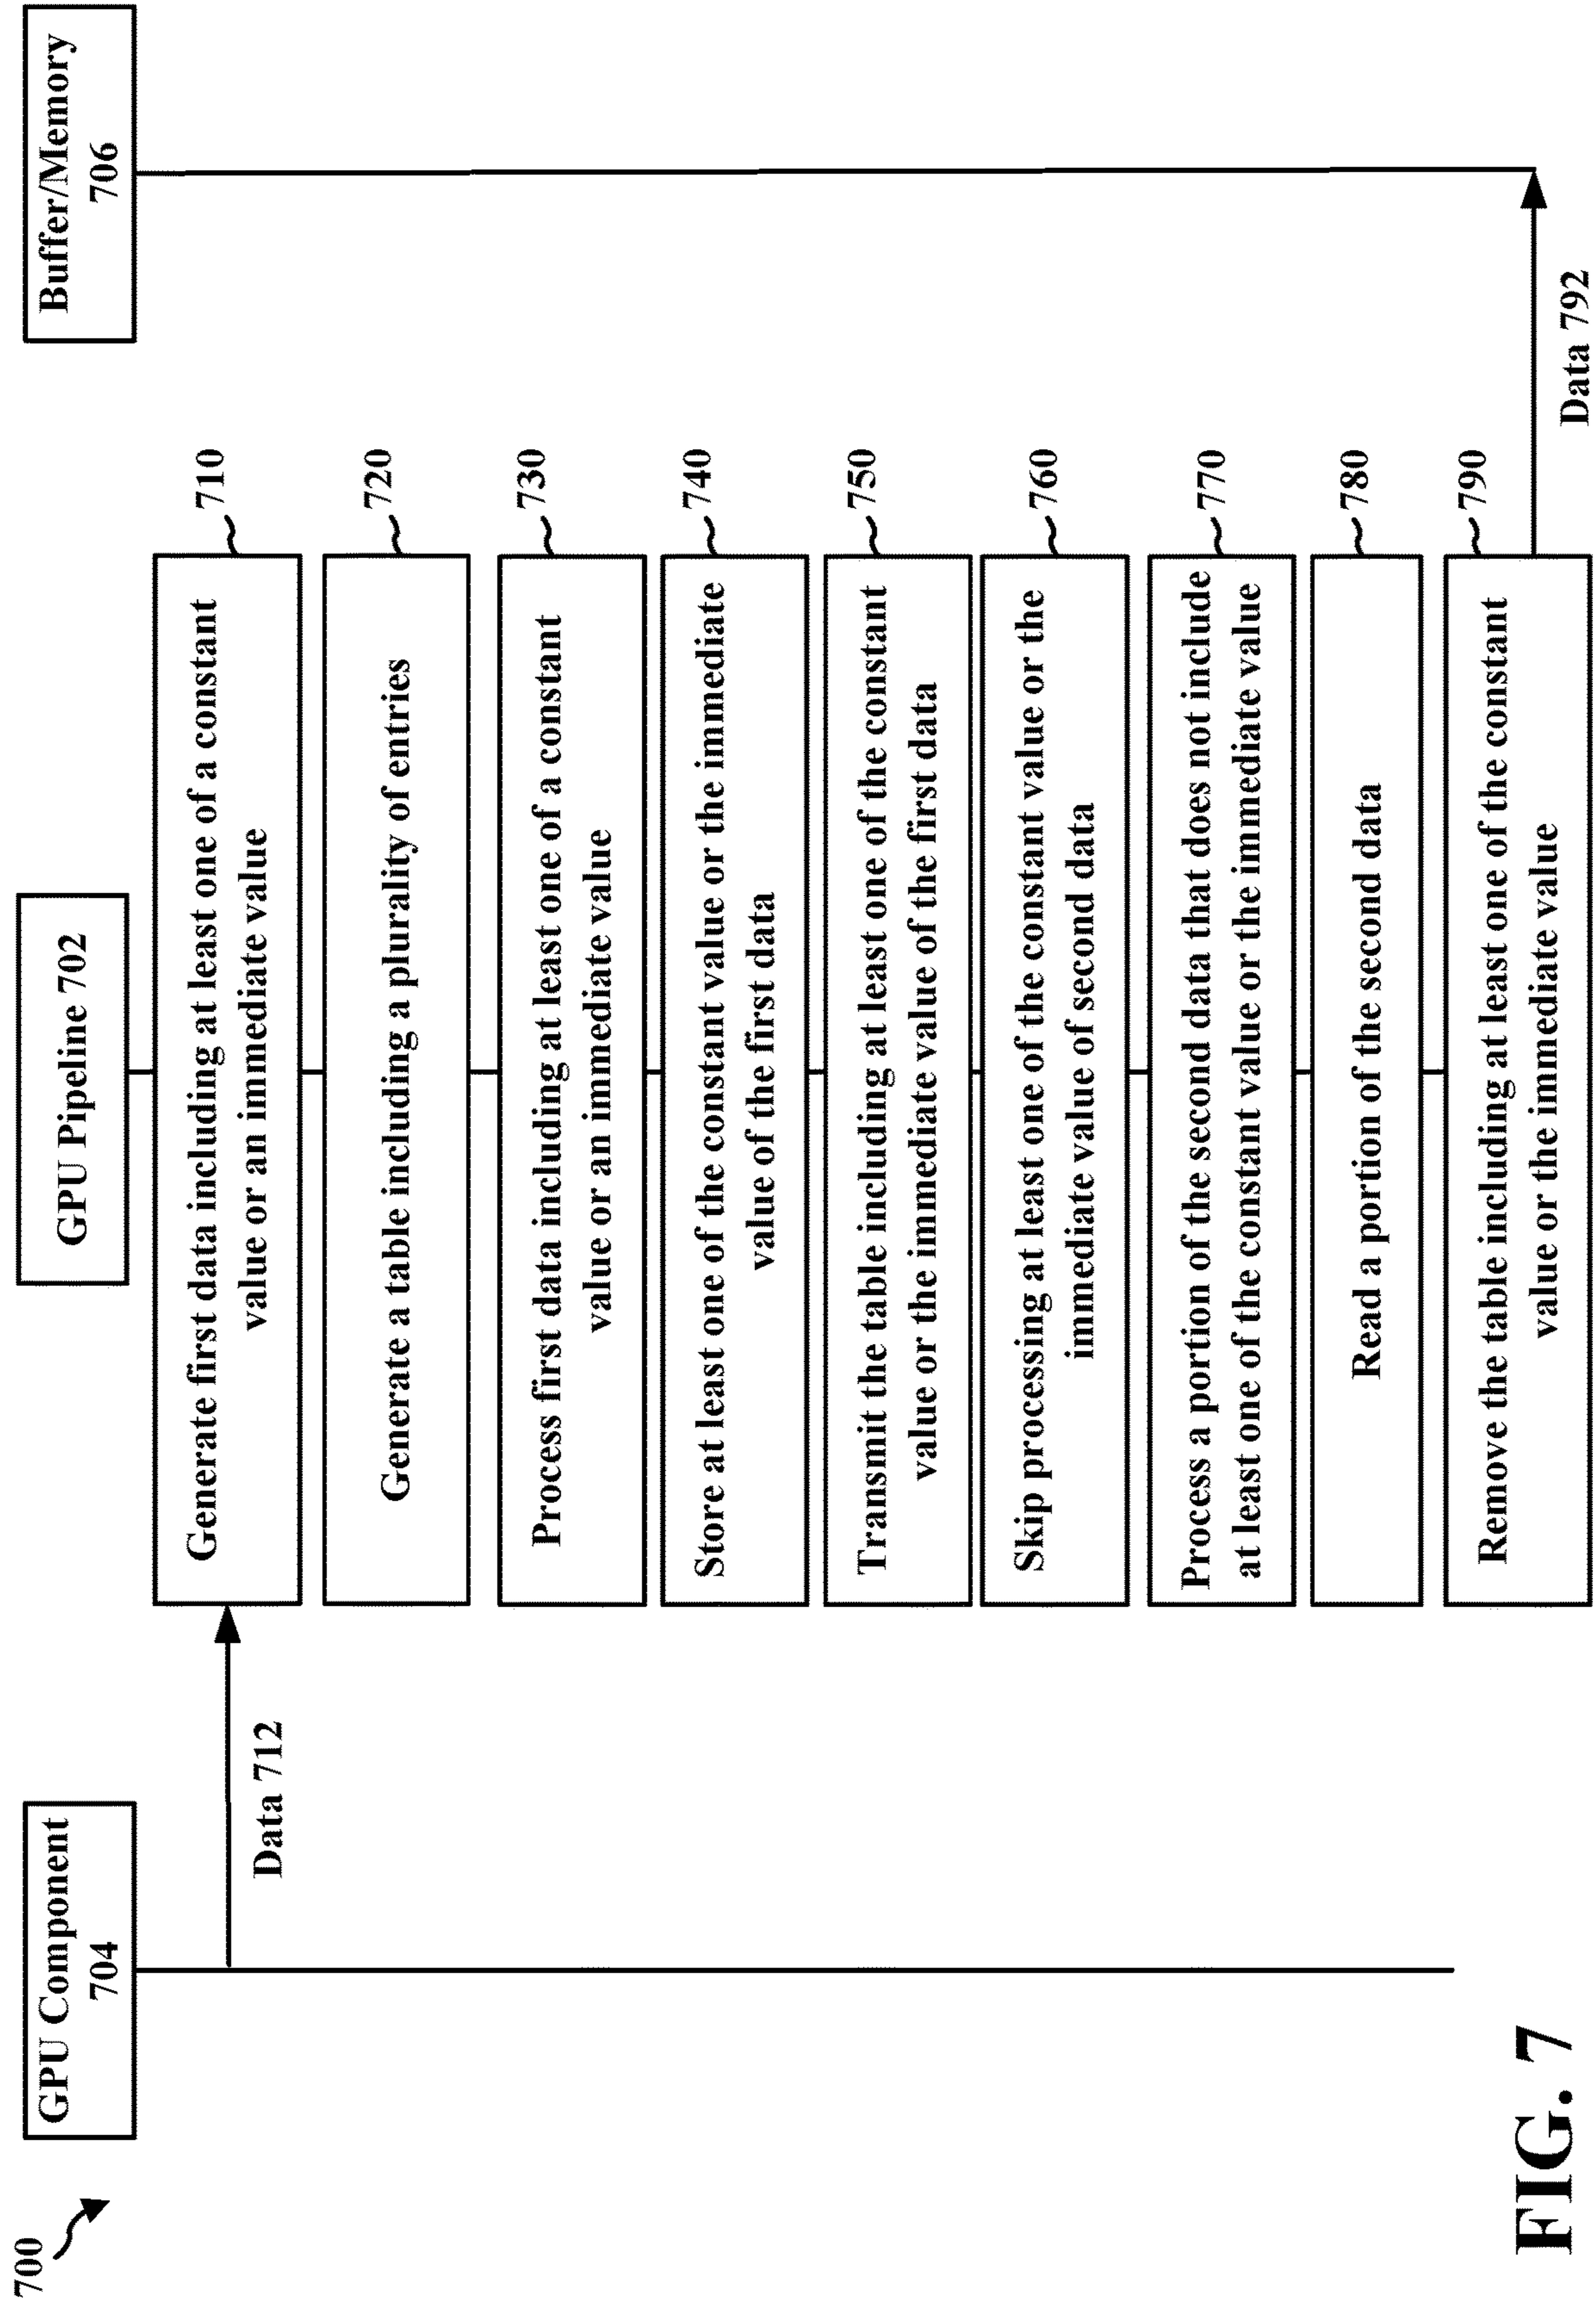 700
GPU Component
704
GPU Pipeline 702
Buffer/Memory
706
Data 712
Generate first data including at least one of a constant
value or an immediate value
710
Generate a table including a plurality of entries
720
Process first data including at least one of a constant
value or an immediate value
730
Store at least one of the constant value or the immediate
value of the first data
740
Transmit the table including at least one of the constant
value or the immediate value of the first data
750
Skip processing at least one of the constant value or the
immediate value of second data
760
Process a portion of the second data that does not include
at least one of the constant value or the immediate value
770
Read a portion of the second data
780
Remove the table including at least one of the constant
value or the immediate value
790
Data 792
FIG. 7